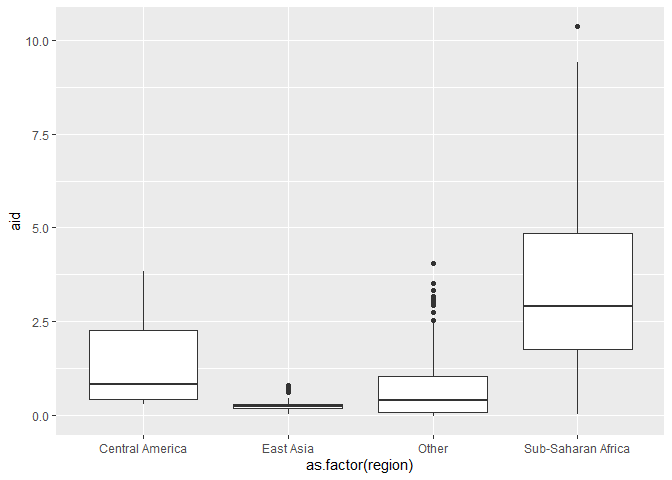 10.0
7.5
5.0
2.5
0.0
aid
Central America East Asia Other Sub-Saharan Africa
as.factor(region)